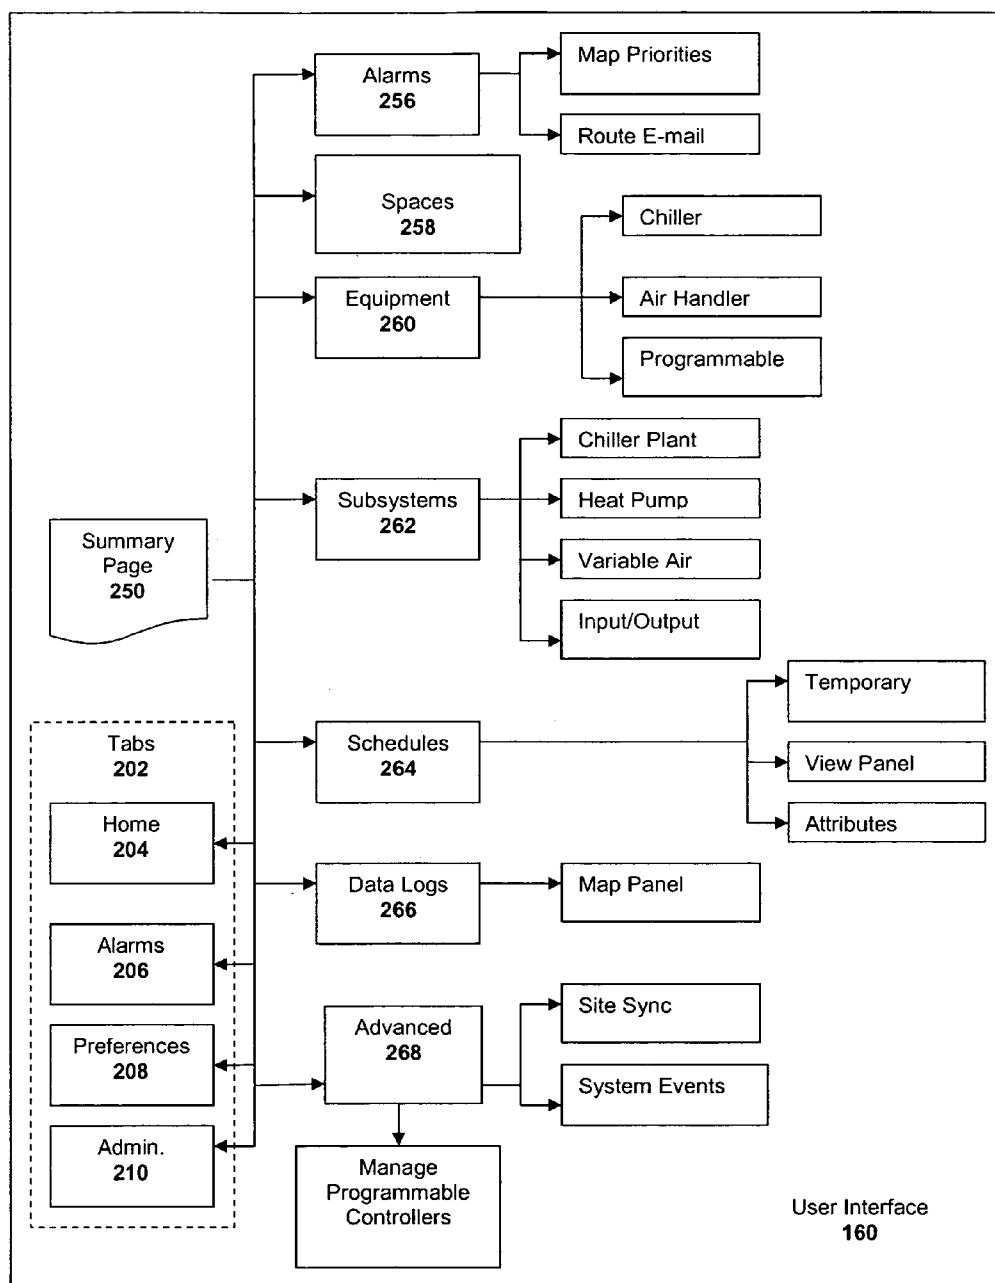 Alarms
256
Map Priorities
Route E-mail
Spaces
258
Chiller
Equipment
260
Air Handler
Programmable
Chiller Plant
Subsystems
262
Heat Pump
Variable Air
Input/Output
Summary
Page
250
Temporary
Schedules
264
View Panel
Attributes
Tabs
202
Home
204
Data Logs
266
Map Panel
Alarms
206
Preferences
208
Admin.
210
Advanced
268
Site Sync
System Events
Manage
Programmable
Controllers
User Interface
160